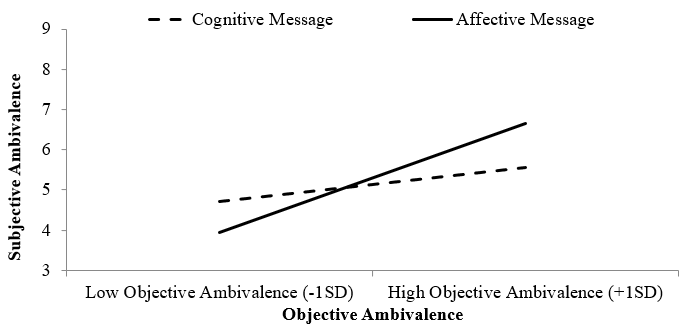 Cognitive Message
Affective Message
Subjective Ambivalence
9
8
7
6
5
4
3
Low Objective Ambivalence (-1SD)
High Objective Ambivalence (+1SD)
Objective Ambivalence